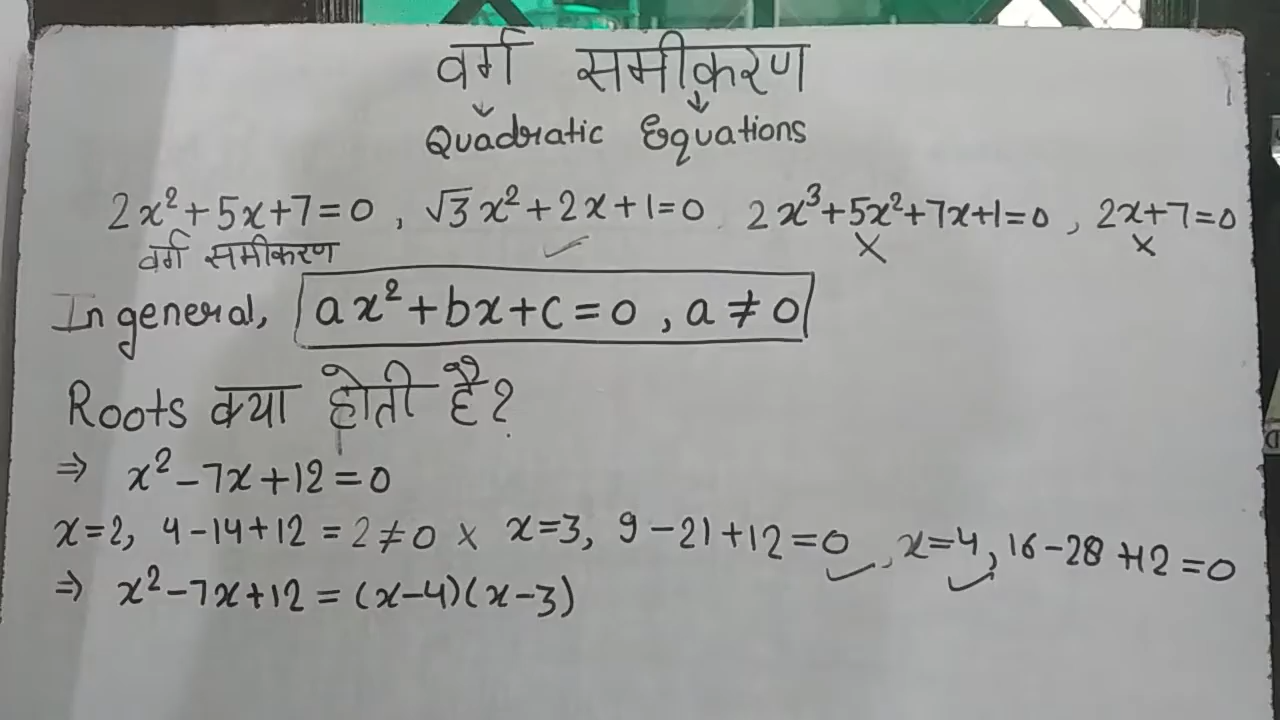 वर्ग समीकरण
↓ ↓
Quadratic Equations
2x²+5x+7=0, √3x²+2x+1=0, 2x³+5x²+7x+1=0, 2x+7=0
वर्ग समीकरण ✓ × ×
In general, ax²+bx+c=0, a≠0
Roots क्या होती है?
⇒ x²-7x+12=0
x=2, 4-14+12=2≠0 × x=3, 9-21+12=0 ✓, x=4, ✓ 16-28+12=0
⇒ x²-7x+12=(x-4)(x-3)